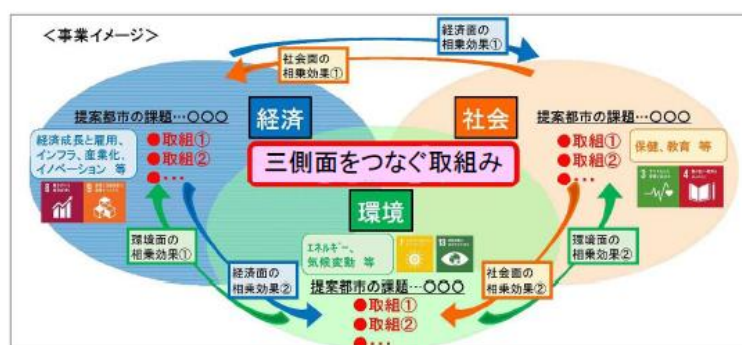 <事業イメージ>
経済面の
相乗効果①
社会面の
相乗効果①
提案都市の課題…〇〇〇
経済
社会
提案都市の課題…〇〇〇
経済成長と雇用、
インフラ、産業化、
イノベーション 等
●取組①
●取組②
●・・・
三側面をつなぐ取組み
●取組①
●取組②
●・・・
保健、教育 等
8
9
3
4
環境
環境面の
相乗効果①
経済面の
相乗効果②
エネルギー、
気候変動 等
7
13
社会面の
相乗効果②
環境面の
相乗効果②
提案都市の課題…〇〇〇
●取組①
●取組②
●・・・